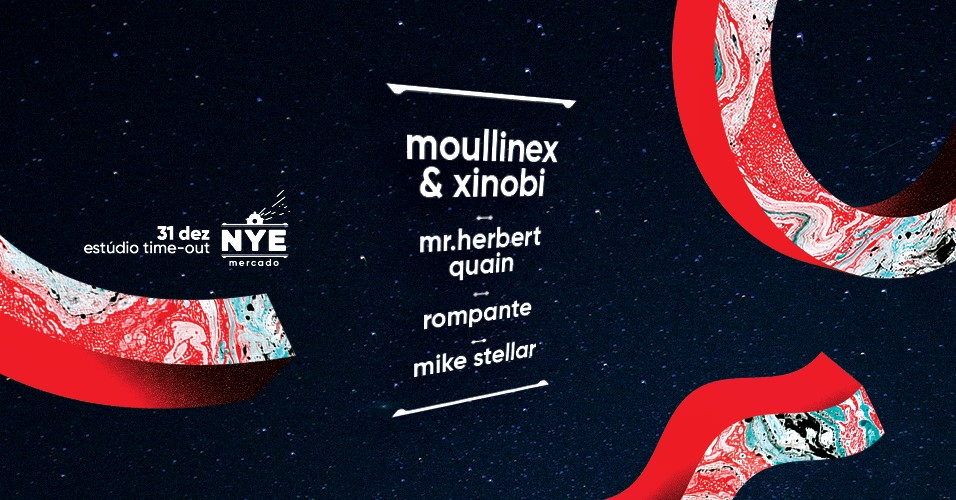 31 dez
estúdio time-out
NYE
mercado
moullinex
& xinobi
mr.herbert
quain
rompante
mike stellar